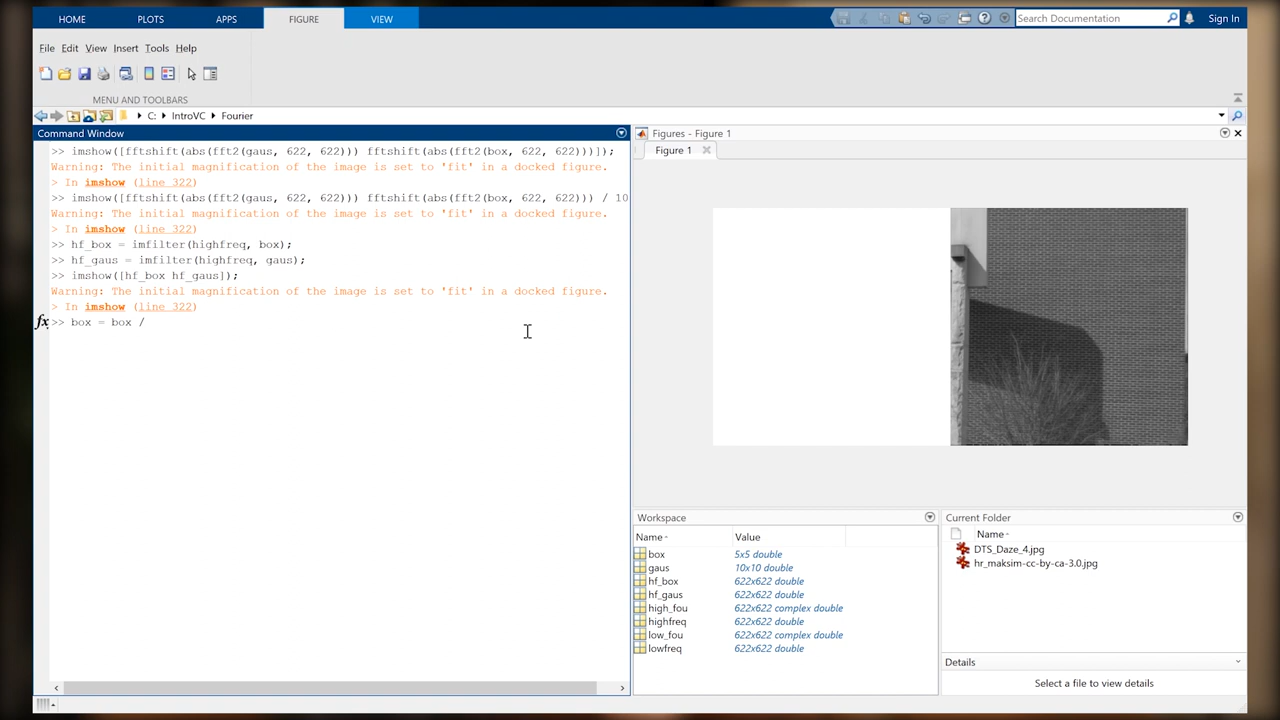 HOME PLOTS APPS FIGURE VIEW
Search Documentation
Sign In
File Edit View Insert Tools Help
MENU AND TOOLBARS
C: IntroVC Fourier
Command Window
>> imshow([fftshift(abs(fft2(gaus, 622, 622))) fftshift(abs(fft2(box, 622, 622)))]);
Warning: The initial magnification of the image is set to 'fit' in a docked figure.
> In imshow (line 322)
>> imshow([fftshift(abs(fft2(gaus, 622, 622))) fftshift(abs(fft2(box, 622, 622))) / 10
Warning: The initial magnification of the image is set to 'fit' in a docked figure.
> In imshow (line 322)
>> hf_box = imfilter(highfreq, box);
>> hf_gaus = imfilter(highfreq, gaus);
>> imshow([hf_box hf_gaus]);
Warning: The initial magnification of the image is set to 'fit' in a docked figure.
> In imshow (line 322)
fx >> box = box /
Figures - Figure 1
Figure 1
Workspace
Name Value
box 5x5 double
gaus 10x10 double
hf_box 622x622 double
hf_gaus 622x622 double
high_fou 622x622 complex double
highfreq 622x622 double
low_fou 622x622 complex double
lowfreq 622x622 double
Current Folder
Name
DTS_Daze_4.jpg
hr_maksim-cc-by-ca-3.0.jpg
Details
Select a file to view details